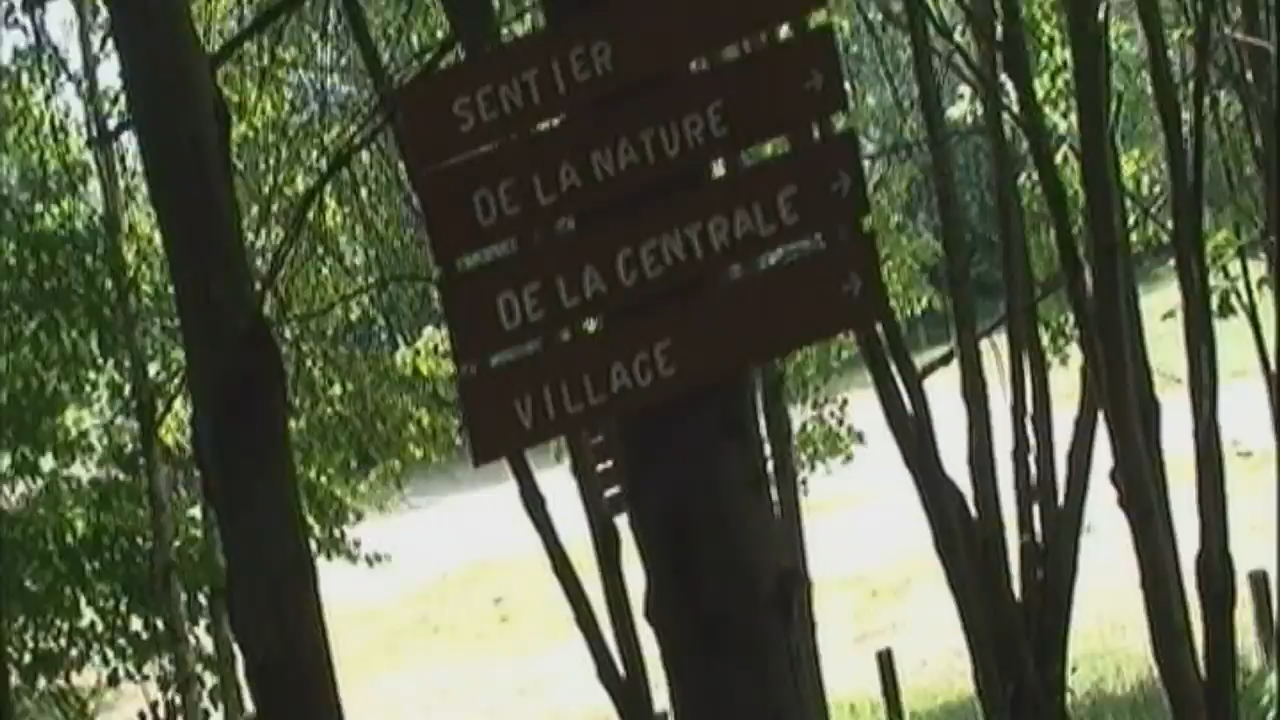 SENTIER
DE LA NATURE →
DE LA CENTRALE →
VILLAGE →